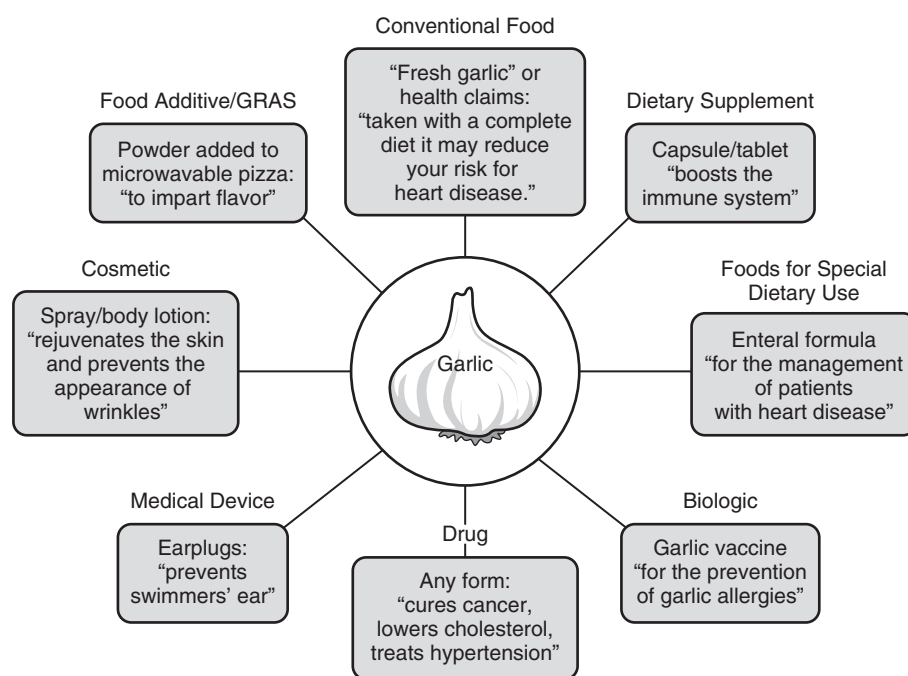 Conventional Food
“Fresh garlic” or
health claims:
“taken with a complete
diet it may reduce
your risk for
heart disease.”
Food Additive/GRAS
Powder added to
microwavable pizza:
“to impart flavor”
Dietary Supplement
Capsule/tablet
“boosts the
immune system”
Cosmetic
Spray/body lotion:
“rejuvenates the skin
and prevents the
appearance of
wrinkles”
Garlic
Foods for Special
Dietary Use
Enteral formula
“for the management
of patients
with heart disease”
Medical Device
Earplugs:
“prevents
swimmers’ ear”
Drug
Any form:
“cures cancer,
lowers cholesterol,
treats hypertension”
Biologic
Garlic vaccine
“for the prevention
of garlic allergies”